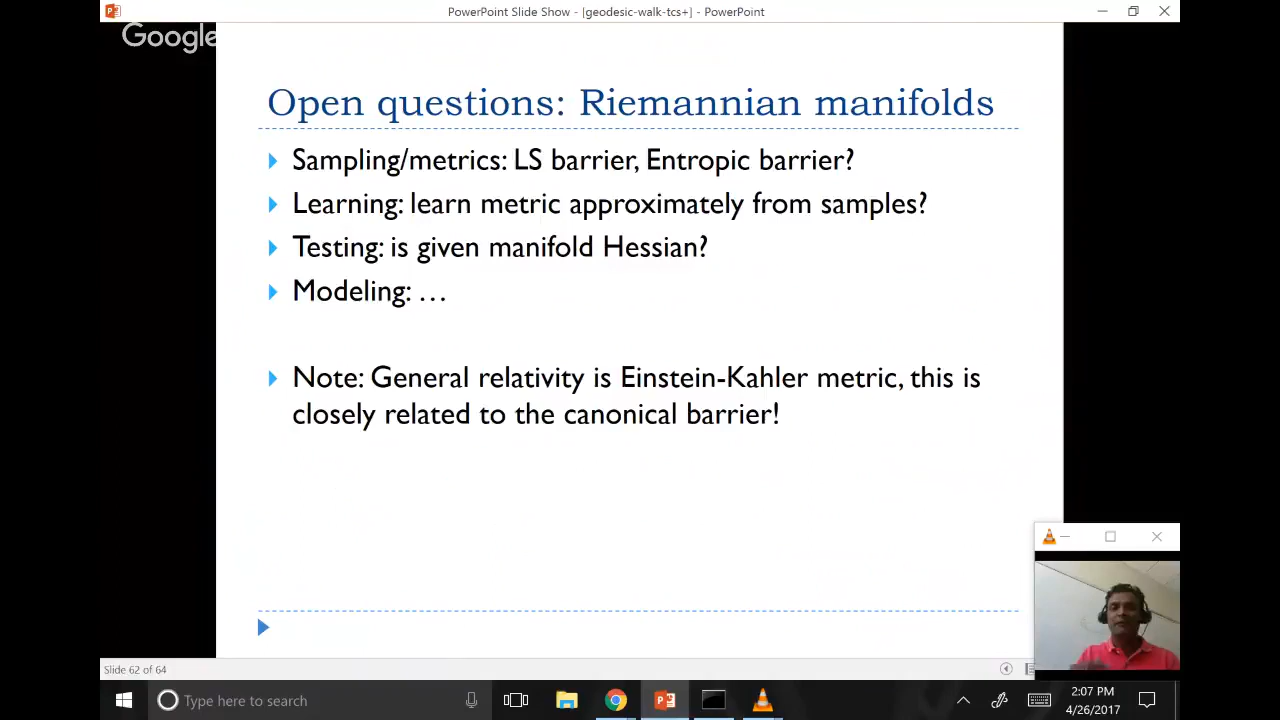 PowerPoint Slide Show - [geodesic-walk-tcs+] - PowerPoint
Google
Open questions: Riemannian manifolds
Sampling/metrics: LS barrier, Entropic barrier?
Learning: learn metric approximately from samples?
Testing: is given manifold Hessian?
Modeling: …
Note: General relativity is Einstein-Kahler metric, this is
closely related to the canonical barrier!
Slide 62 of 64
Type here to search
2:07 PM
4/26/2017